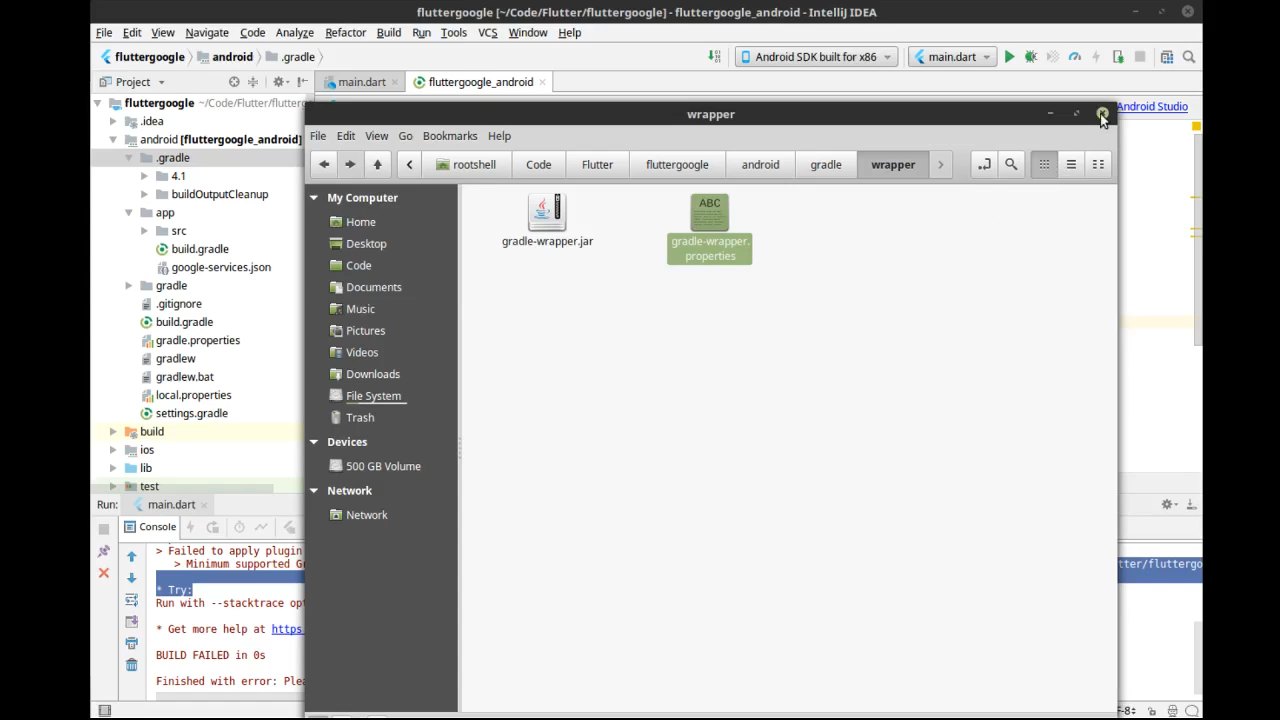 fluttergoogle [~/Code/Flutter/fluttergoogle] - fluttergoogle_android] - IntelliJ IDEA
File Edit View Navigate Code Analyze Refactor Build Run Tools VCS Window Help
fluttergoogle android .gradle Android SDK built for x86 main.dart
Project main.dart fluttergoogle_android
fluttergoogle ~/Code/Flutter/flutterg
Android Studio
.idea
android [fluttergoogle_android]
.gradle
4.1
buildOutputCleanup
app
src
build.gradle
google-services.json
gradle
.gitignore
build.gradle
gradle.properties
gradlew
gradlew.bat
local.properties
settings.gradle
build
ios
lib
test
wrapper
File Edit View Go Bookmarks Help
rootshell Code Flutter fluttergoogle android gradle wrapper
My Computer
Home
Desktop
Code
Documents
Music
Pictures
Videos
Downloads
File System
Trash
Devices
500 GB Volume
Network
Network
gradle-wrapper.jar
ABC
gradle-wrapper.
properties
Run: main.dart
Console
> Failed to apply plugin
> Minimum supported G
tter/fluttergo
* Try:
Run with --stacktrace opt
* Get more help at https:
BUILD FAILED in 0s
Finished with error: Plea
F-8